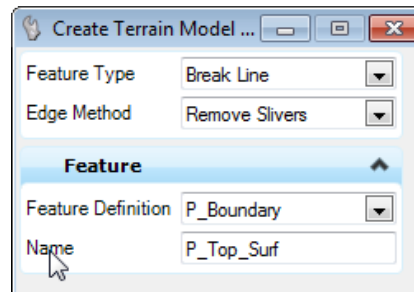 Create Terrain Model ...
Feature Type Break Line
Edge Method Remove Slivers
Feature
Feature Definition P_Boundary
Name P_Top_Surf